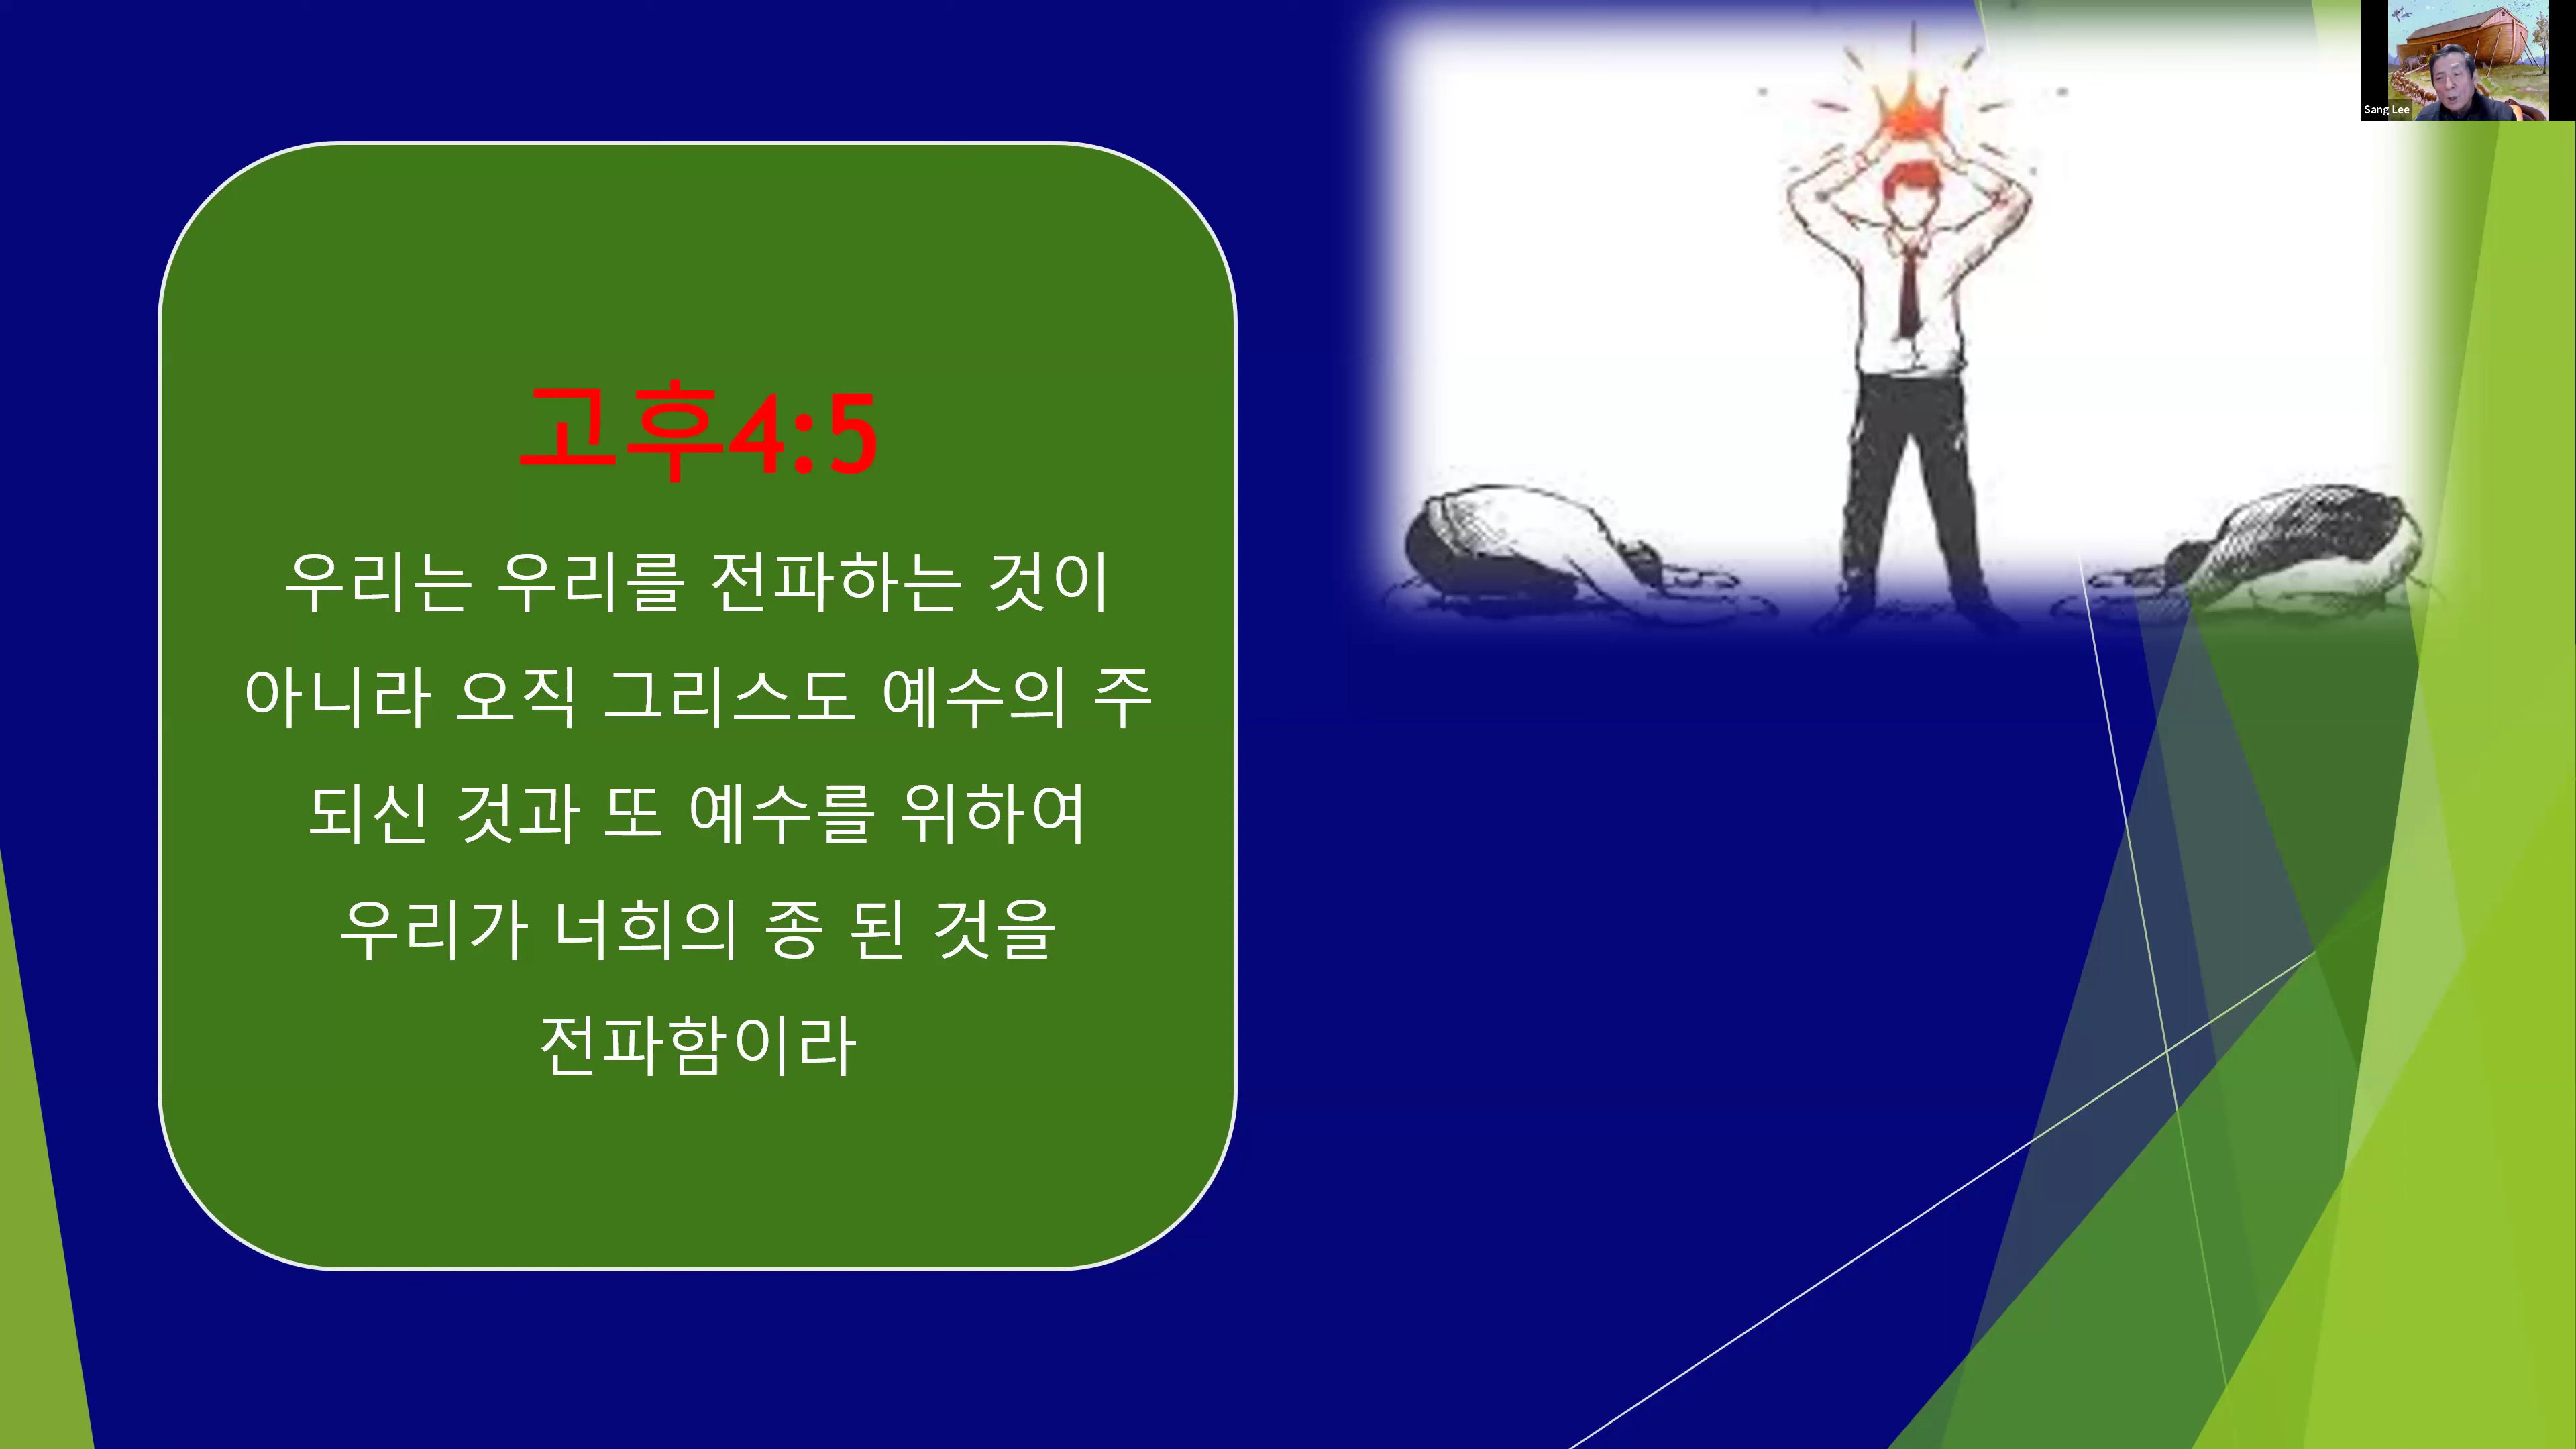 Sang Lee
고후4:5
우리는 우리를 전파하는 것이
아니라 오직 그리스도 예수의 주
되신 것과 또 예수를 위하여
우리가 너희의 종 된 것을
전파함이라